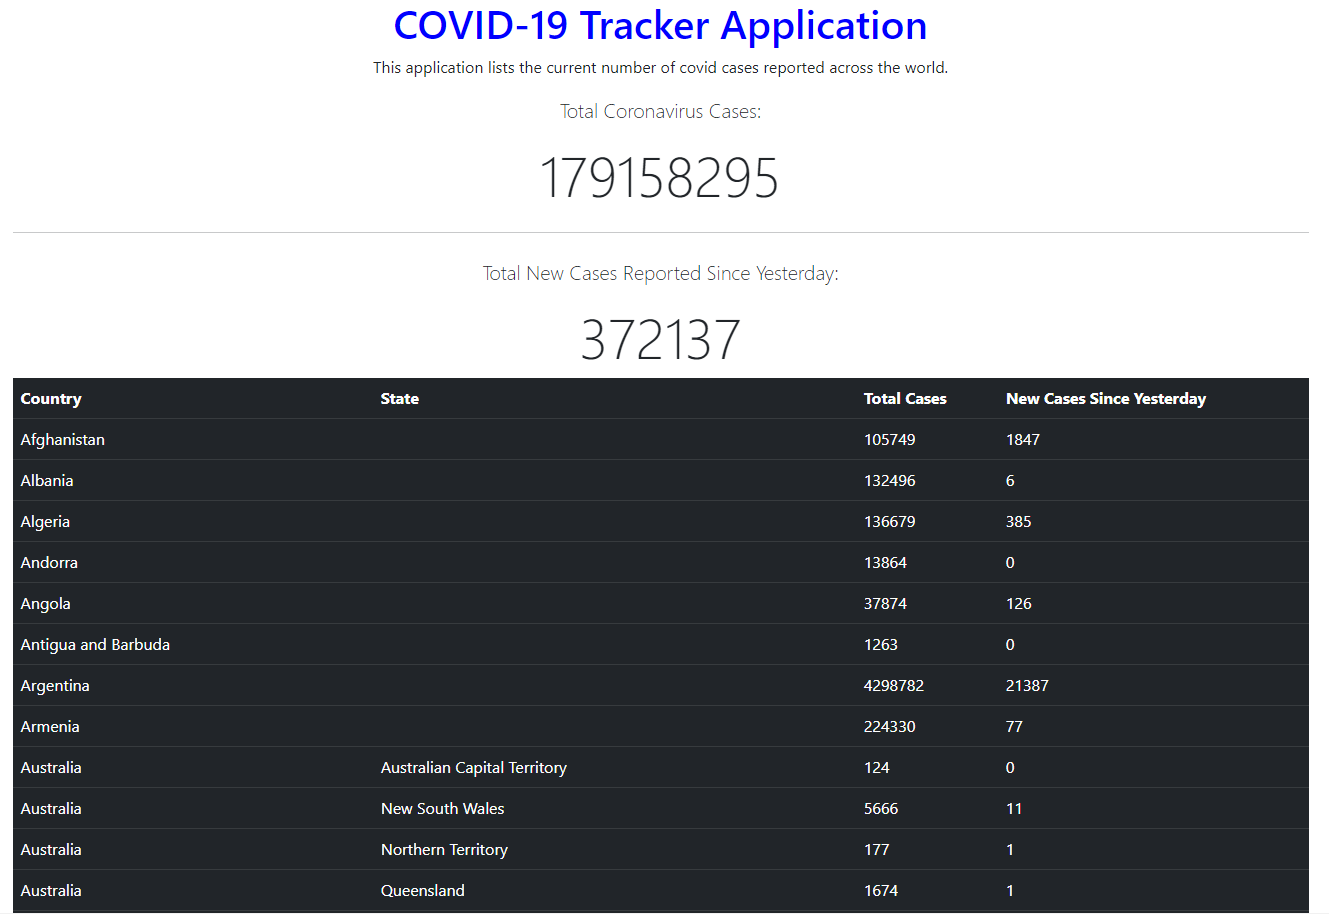 COVID-19 Tracker Application
This application lists the current number of covid cases reported across the world.
Total Coronavirus Cases:
179158295
Total New Cases Reported Since Yesterday:
372137
Country State Total Cases New Cases Since Yesterday
Afghanistan 105749 1847
Albania 132496 6
Algeria 136679 385
Andorra 13864 0
Angola 37874 126
Antigua and Barbuda 1263 0
Argentina 4298782 21387
Armenia 224330 77
Australia Australian Capital Territory 124 0
Australia New South Wales 5666 11
Australia Northern Territory 177 1
Australia Queensland 1674 1